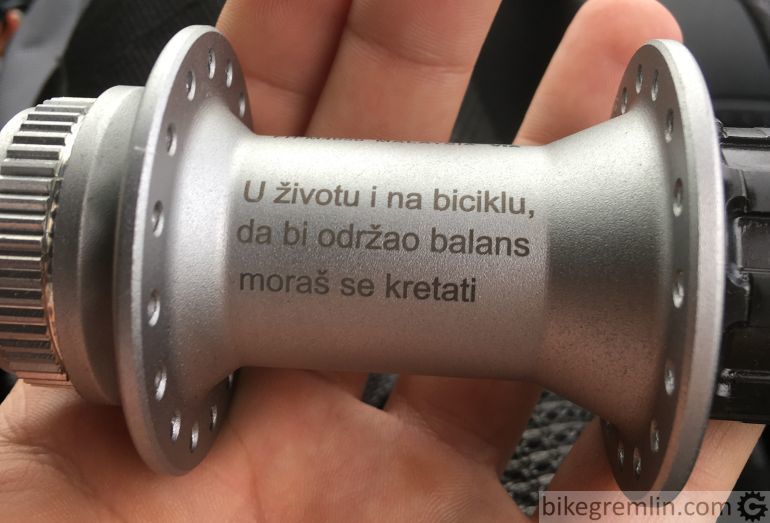 U životu i na biciklu,
da bi održao balans
moraš se kretati
bikegremlin.com